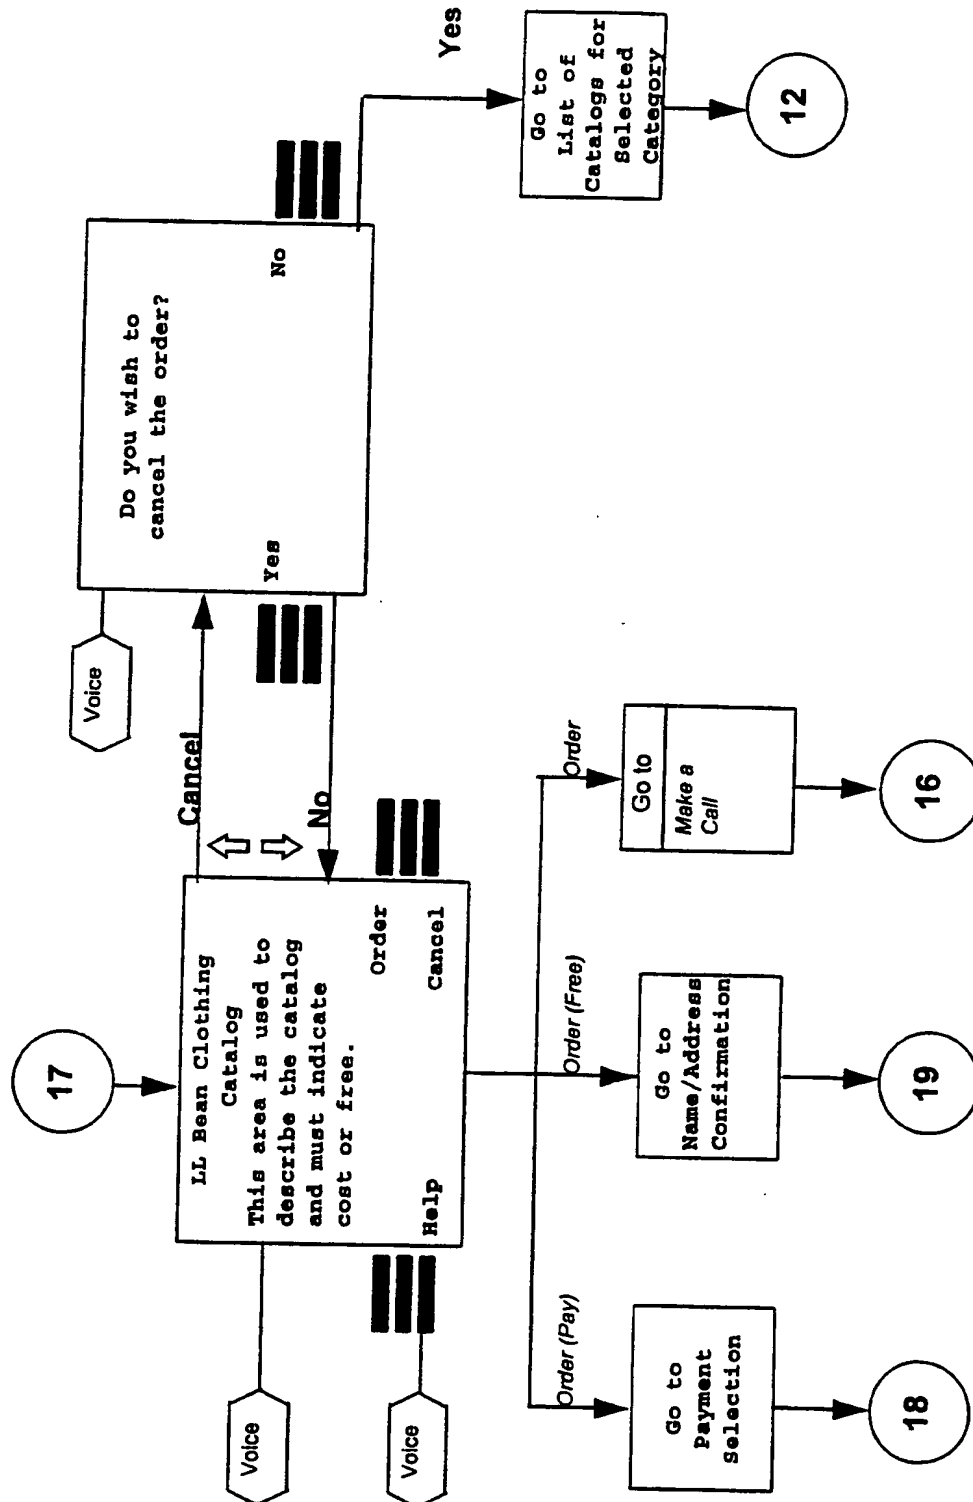 17
LL Bean Clothing
Catalog
This area is used to
describe the catalog
and must indicate
cost or free.
Order
Help
Cancel
Voice
Voice
Cancel
No
Voice
Do you wish to
cancel the order?
Yes
No
Yes
Go to
List of
Catalogs for
Selected
Category
12
Order (Pay)
Go to
Payment
Selection
18
Order (Free)
Go to
Name/Address
Confirmation
19
Order
Go to
Make a
Call
16